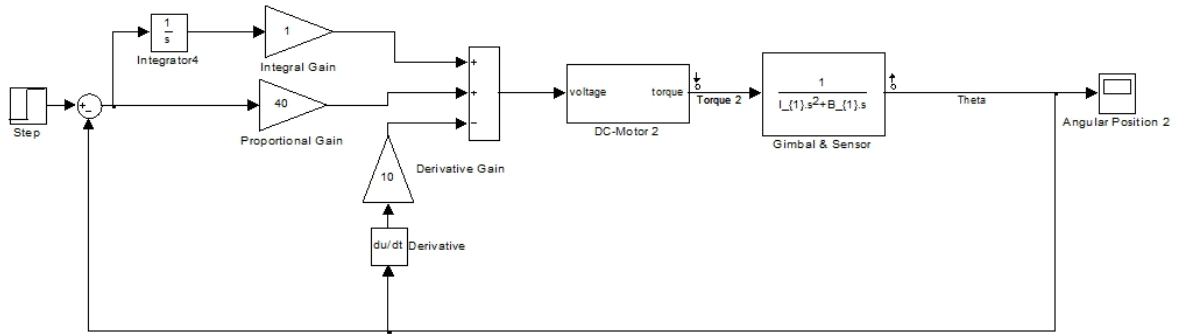 1
s
Integrator4
1
Integral Gain
Step
+
−
40
Proportional Gain
+
+
−
10
Derivative Gain
du/dt
Derivative
voltage
torque
DC-Motor 2
Torque 2
1
I_{1}.s²+B_{1}.s
Gimbal & Sensor
Theta
Angular Position 2